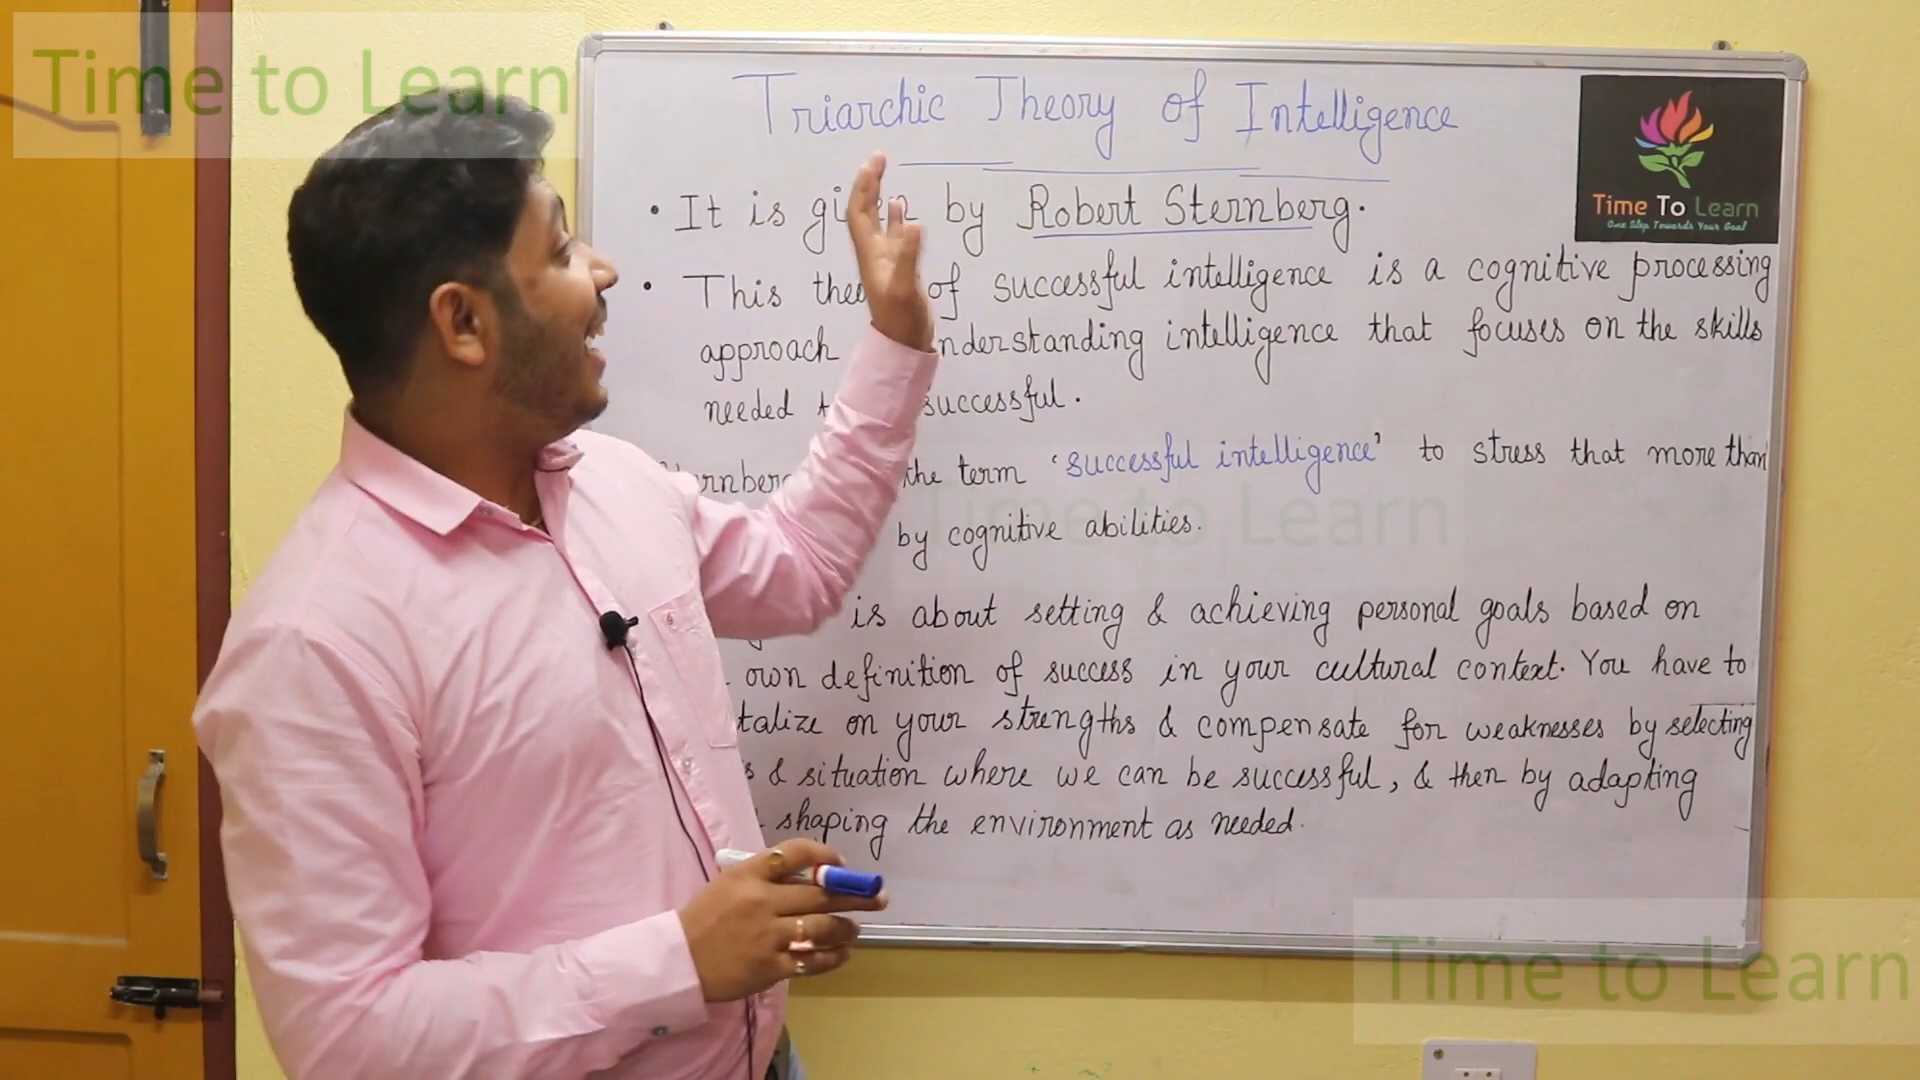 Time to Learn
Triarchic Theory of Intelligence
• It is given by Robert Sternberg.
Time To Learn
One Step Towards Your Goal
• This of successful intelligence is a cognitive processing
approach understanding intelligence that focuses on the skills
needed successful.
the term 'successful intelligence' to stress that more than
Time to Learn
by cognitive abilities.
is about setting & achieving personal goals based on
own definition of success in your cultural context. You have to
on your strengths & compensate for weaknesses by selecting
& situation where we can be successful, & then by adapting
shaping the environment as needed.
Time to Learn